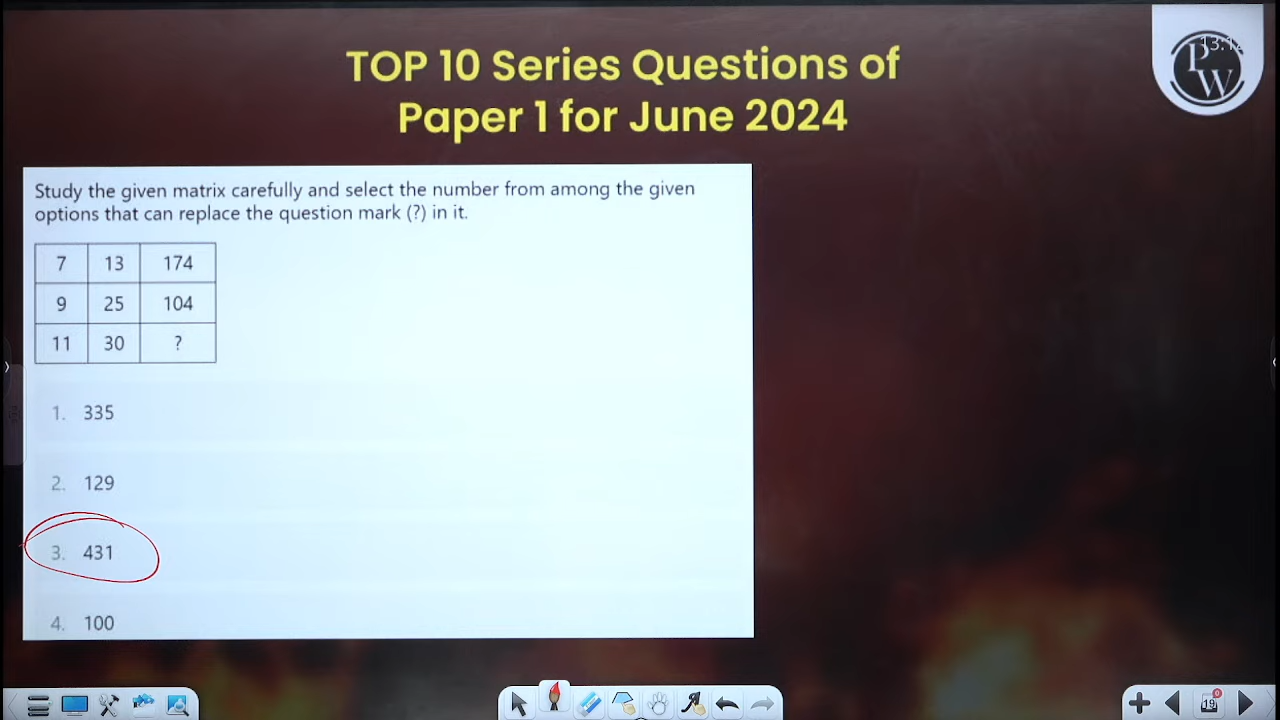 TOP 10 Series Questions of
Paper 1 for June 2024
PW
Study the given matrix carefully and select the number from among the given
options that can replace the question mark (?) in it.
7 13 174
9 25 104
11 30 ?
1. 335
2. 129
3. 431
4. 100
19